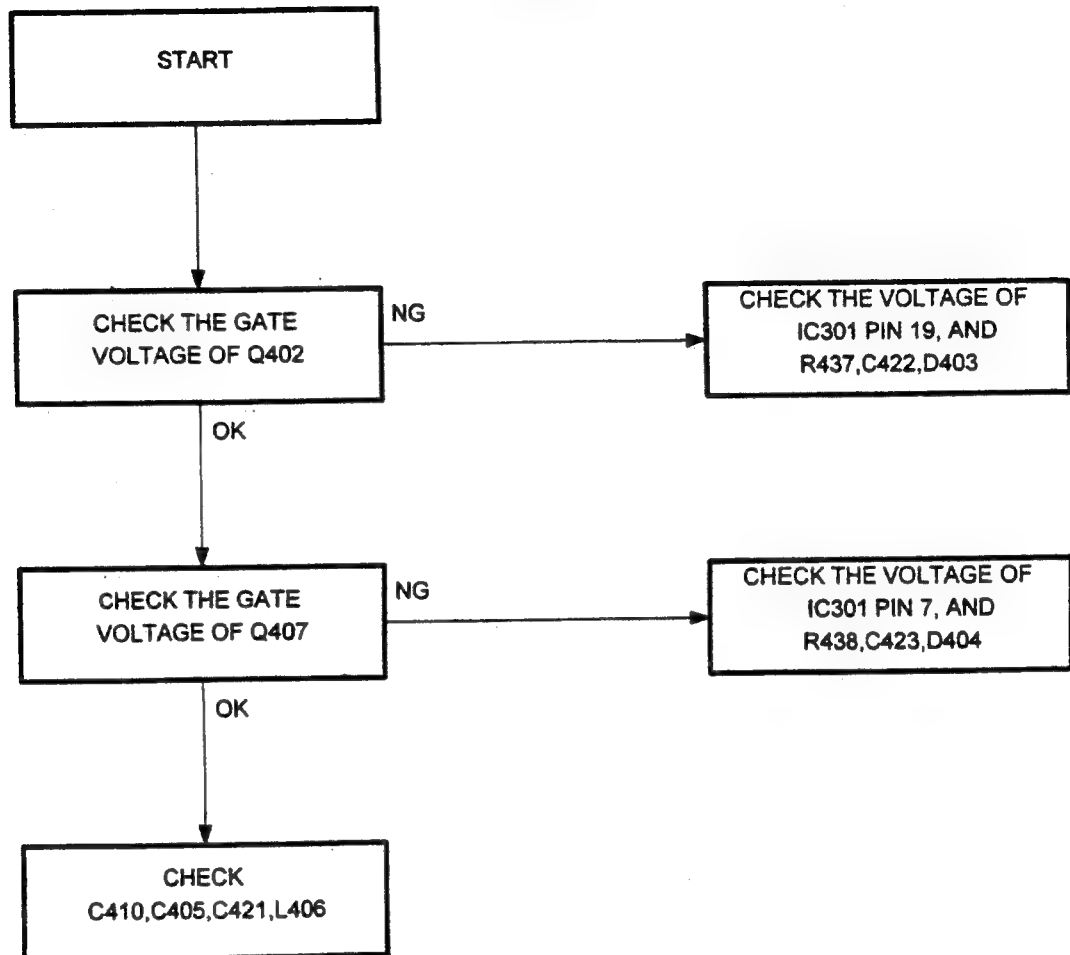 START
CHECK THE GATE
VOLTAGE OF Q402
NG
CHECK THE VOLTAGE OF
IC301 PIN 19, AND
R437,C422,D403
OK
CHECK THE GATE
VOLTAGE OF Q407
NG
CHECK THE VOLTAGE OF
IC301 PIN 7, AND
R438,C423,D404
OK
CHECK
C410,C405,C421,L406